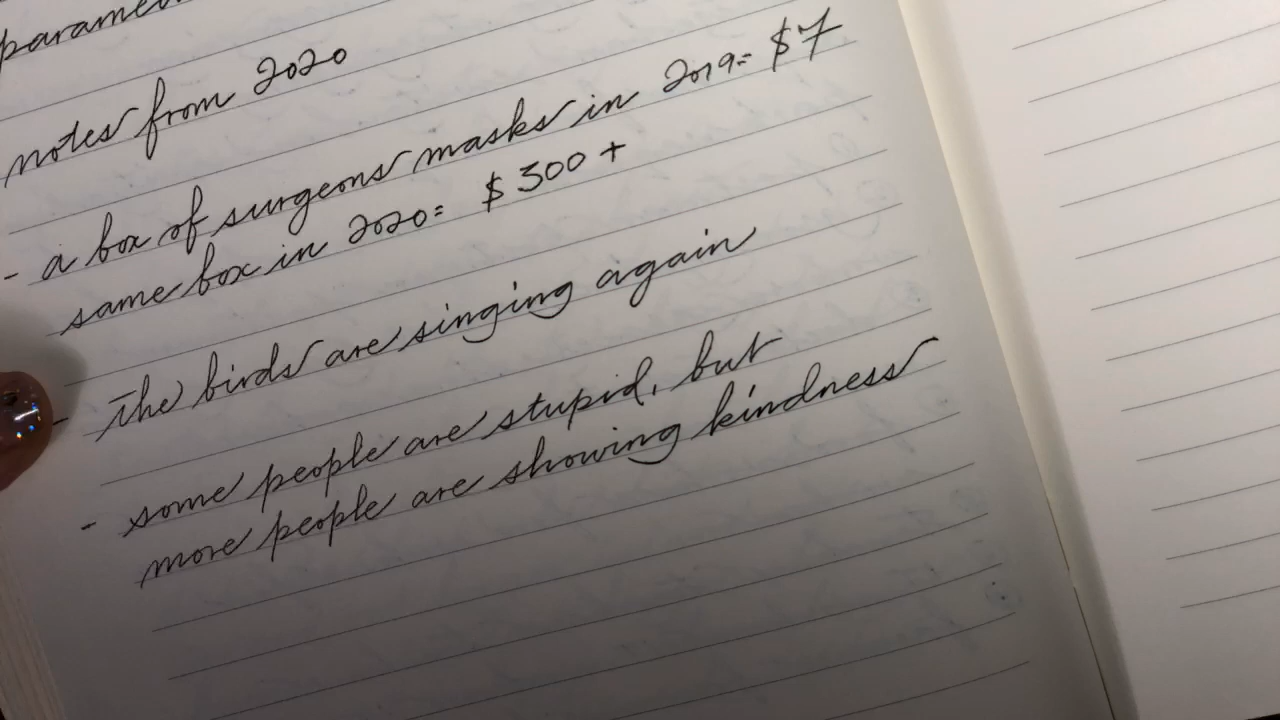 notes from 2020
- a box of surgeons masks in 2019= $7
same box in 2020= $300+
- the birds are singing again
- some people are stupid, but
more people are showing kindness